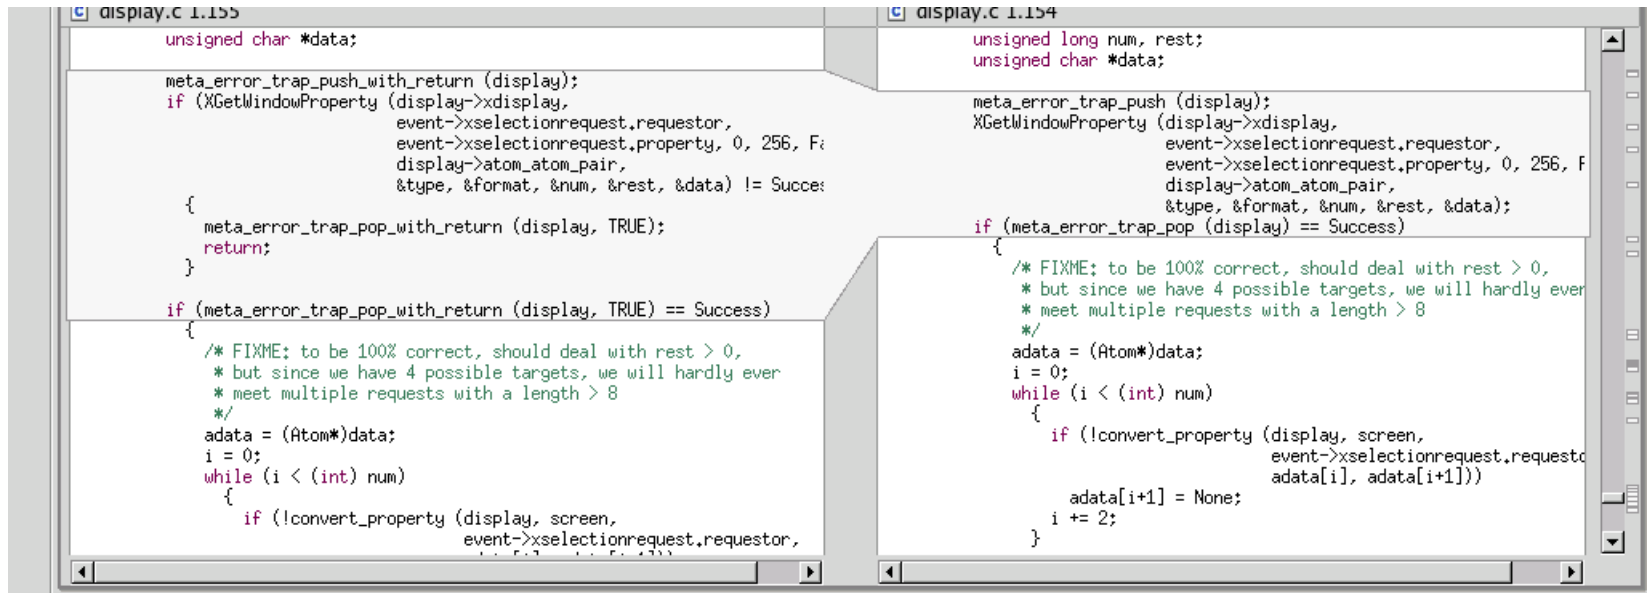 display.c 1.155
unsigned char *data;
meta_error_trap_push_with_return (display);
if (XGetWindowProperty (display->xdisplay,
event->xselectionrequest.requestor,
event->xselectionrequest.property, 0, 256, Fa
display->atom_atom_pair,
&type, &format, &num, &rest, &data) != Succes
{
meta_error_trap_pop_with_return (display, TRUE);
return;
}
if (meta_error_trap_pop_with_return (display, TRUE) == Success)
{
/* FIXME: to be 100% correct, should deal with rest > 0,
* but since we have 4 possible targets, we will hardly ever
* meet multiple requests with a length > 8
*/
adata = (Atom*)data;
i = 0;
while (i < (int) num)
{
if (!convert_property (display, screen,
event->xselectionrequest.requestor,
display.c 1.154
unsigned long num, rest;
unsigned char *data;
meta_error_trap_push (display);
XGetWindowProperty (display->xdisplay,
event->xselectionrequest.requestor,
event->xselectionrequest.property, 0, 256, F
display->atom_atom_pair,
&type, &format, &num, &rest, &data);
if (meta_error_trap_pop (display) == Success)
{
/* FIXME: to be 100% correct, should deal with rest > 0,
* but since we have 4 possible targets, we will hardly ever
* meet multiple requests with a length > 8
*/
adata = (Atom*)data;
i = 0;
while (i < (int) num)
{
if (!convert_property (display, screen,
event->xselectionrequest.requesto
adata[i], adata[i+1]))
adata[i+1] = None;
i += 2;
}